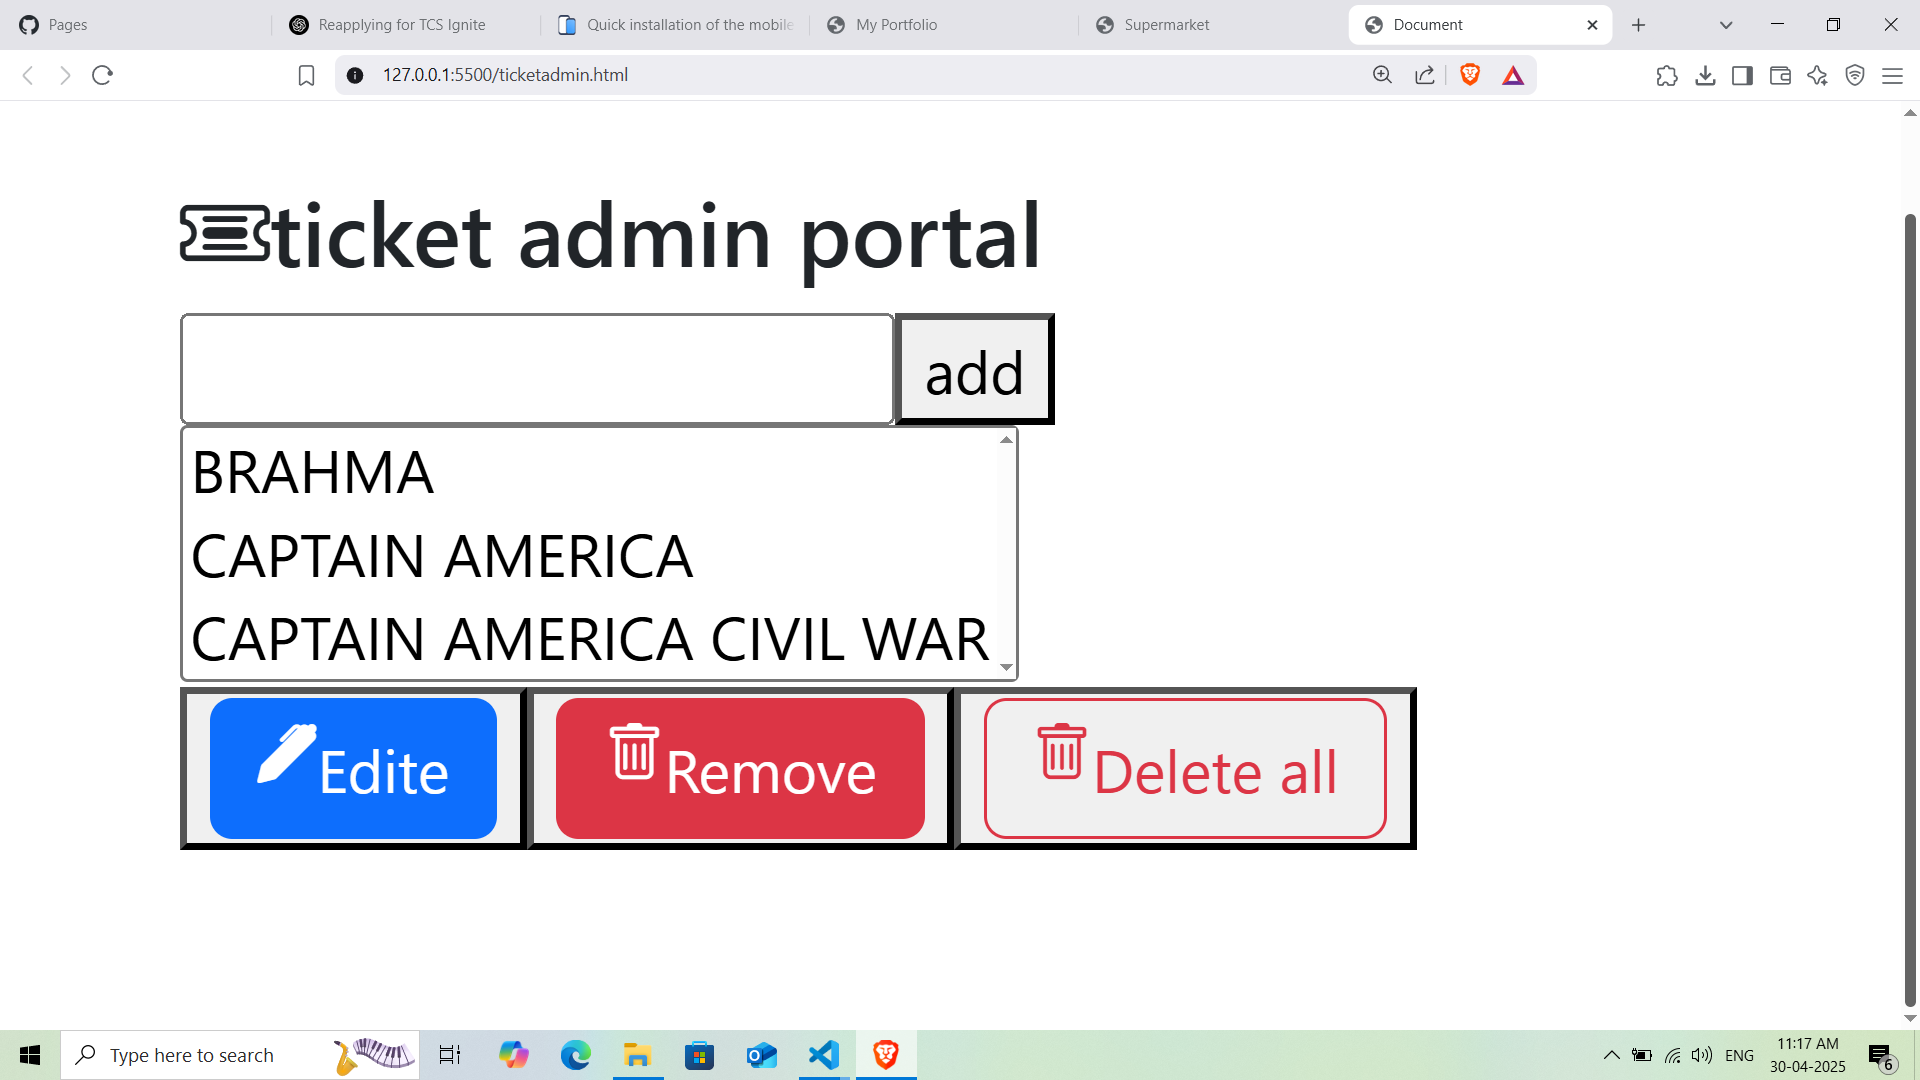 Pages
Reapplying for TCS Ignite
Quick installation of the mobile
My Portfolio
Supermarket
Document
127.0.0.1:5500/ticketadmin.html
ticket admin portal
add
BRAHMA
CAPTAIN AMERICA
CAPTAIN AMERICA CIVIL WAR
Edite
Remove
Delete all
Type here to search
ENG
11:17 AM
30-04-2025
6